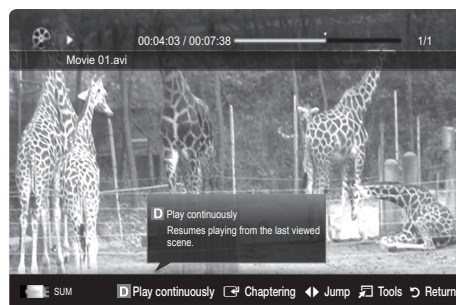 00:04:03 / 00:07:38 1/1
Movie 01.avi
D Play continuously
Resumes playing from the last viewed
scene.
SUM D Play continuously Chaptering Jump Tools Return